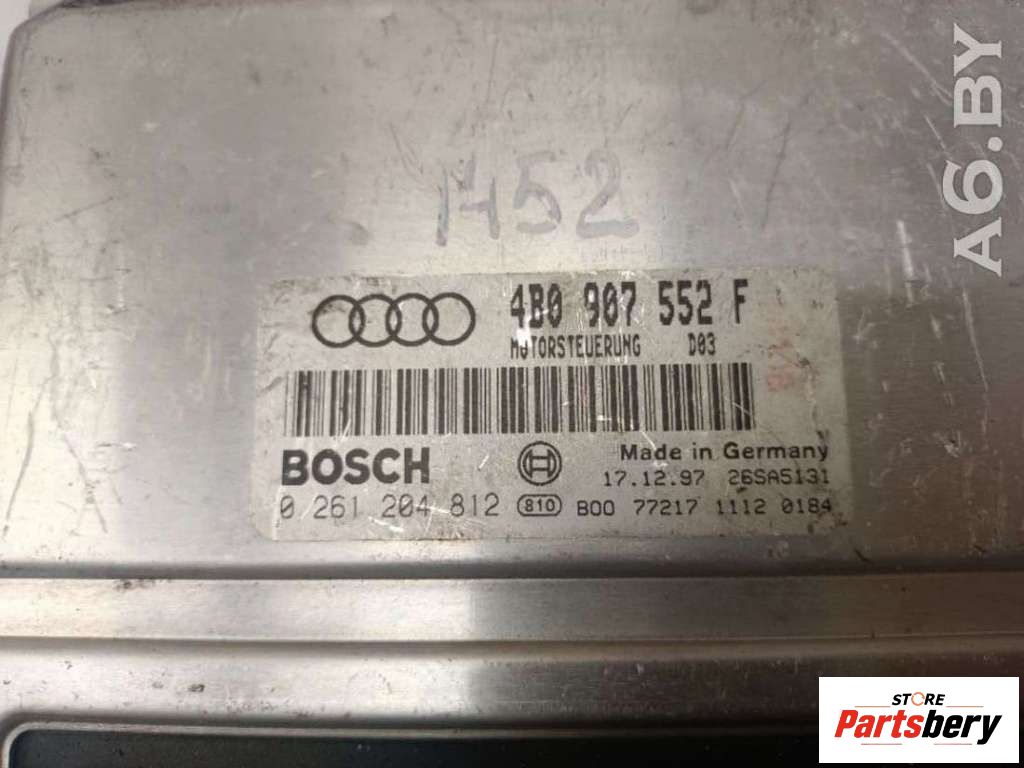 A6.BY
H52
4B0 907 552 F
MOTORSTEUERUNG D03
BOSCH
Made in Germany
17.12.97 26SA5131
0 261 204 812 810 B00 77217 1112 0184
STORE
Partsbery